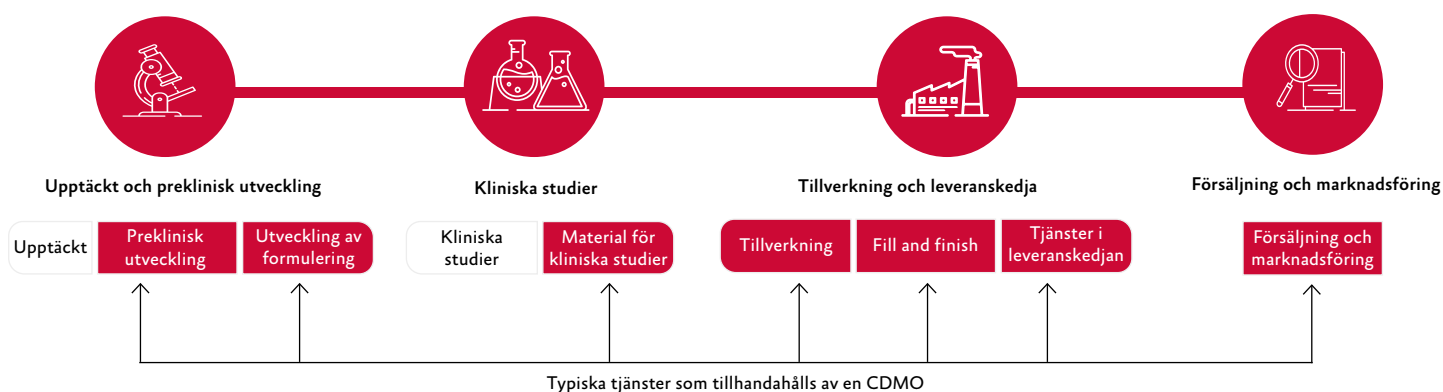 Upptäckt och preklinisk utveckling
Kliniska studier
Tillverkning och leveranskedja
Försäljning och marknadsföring
Upptäckt
Preklinisk
utveckling
Utveckling av
formulering
Kliniska
studier
Material för
kliniska studier
Tillverkning
Fill and finish
Tjänster i
leveranskedjan
Försäljning och
marknadsföring
Typiska tjänster som tillhandahålls av en CDMO